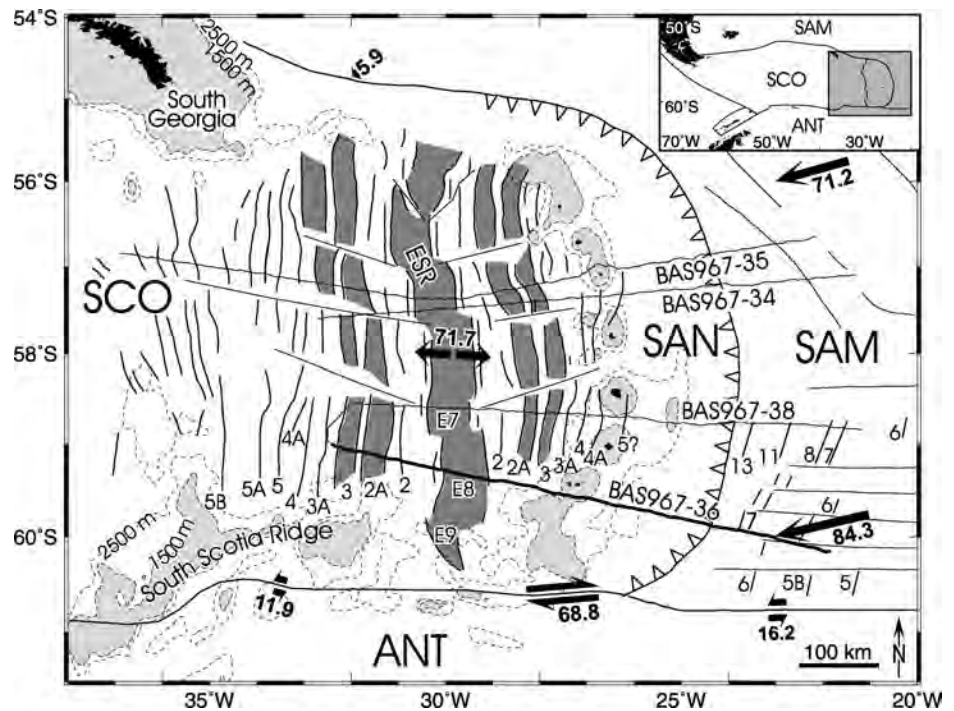 54°S
56°S
58°S
60°S
2500 m
1500 m
South
Georgia
5.9
50°S
SAM
SCO
60°S
ANT
70°W
50°W
30°W
71.2
ESR
BAS967-35
BAS967-34
SCO
71.7
SAN
SAM
E7
BAS967-38
4A
5B
5A
5
4
3A
3
2A
2
E8
2
2A
3
3A
4
4A
5?
BAS967-36
13
11
8/
7
6/
E9
2500 m
1500 m
South Scotia Ridge
7
6/
84.3
11.9
68.8
6/
5B/
5/
16.2
ANT
100 km
N
35°W
30°W
25°W
20°W